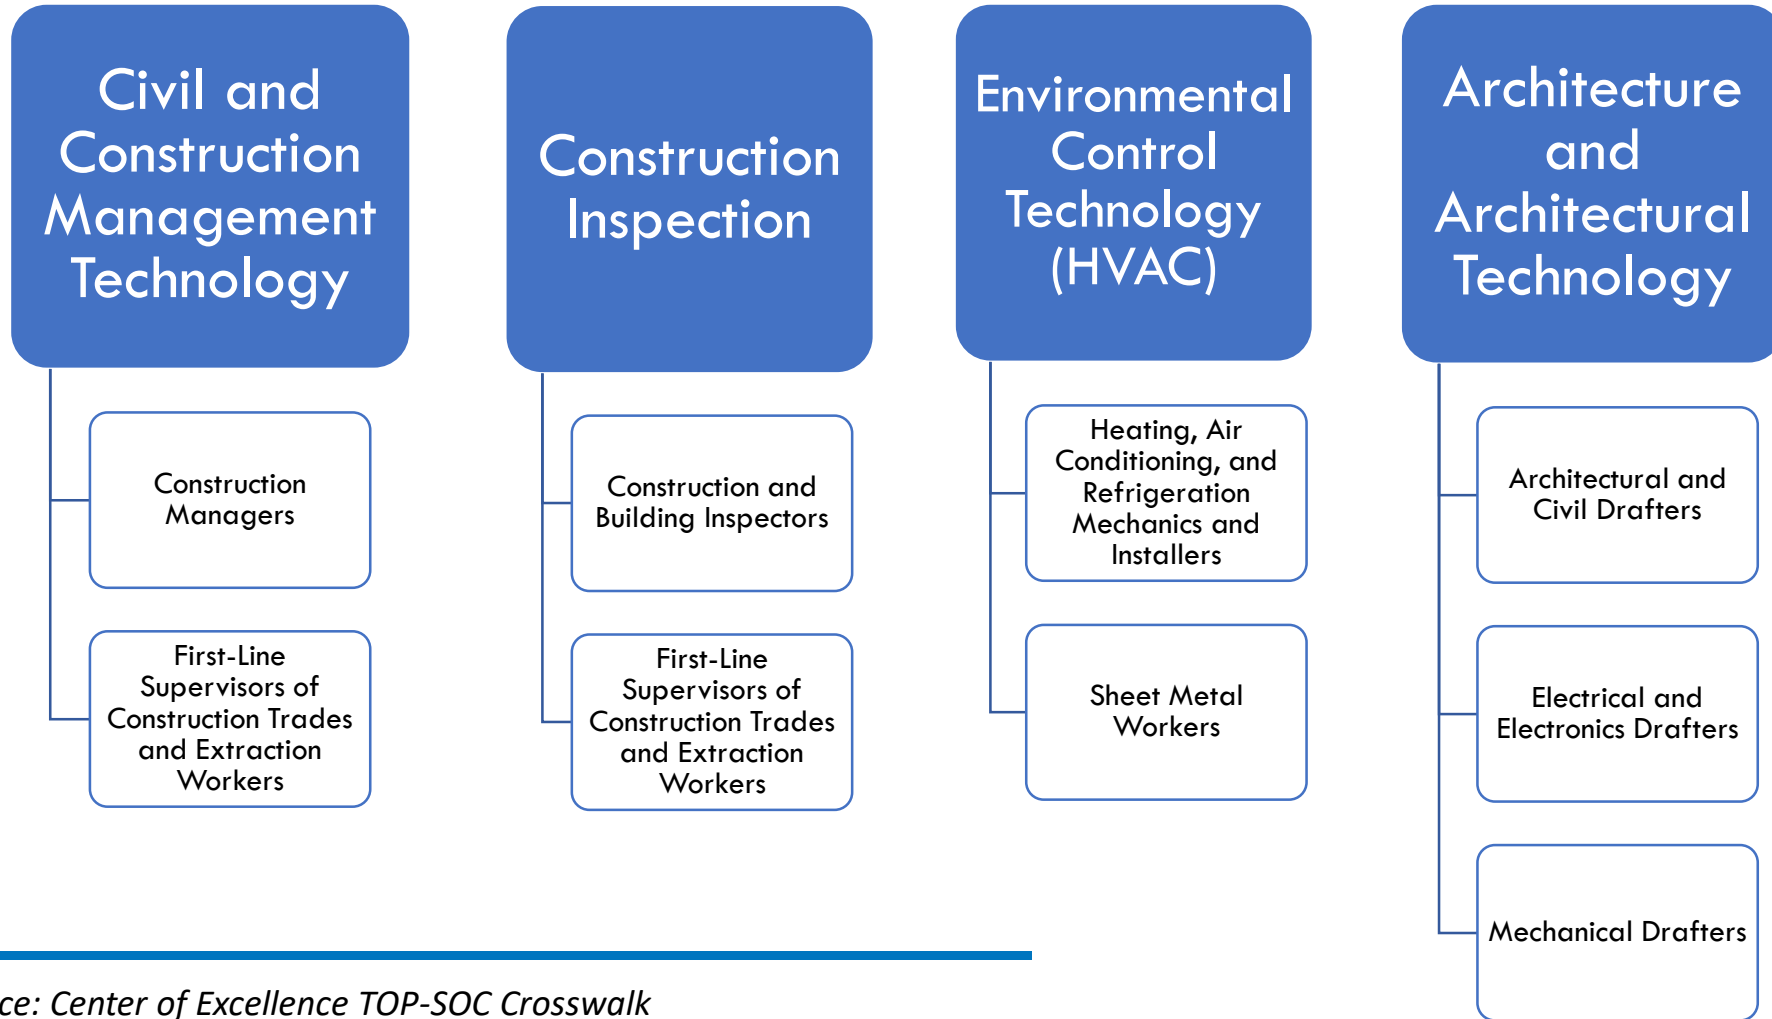 Civil and
Construction
Management
Technology
Construction
Managers
First-Line
Supervisors of
Construction Trades
and Extraction
Workers
Construction
Inspection
Construction and
Building Inspectors
First-Line
Supervisors of
Construction Trades
and Extraction
Workers
Environmental
Control
Technology
(HVAC)
Heating, Air
Conditioning, and
Refrigeration
Mechanics and
Installers
Sheet Metal
Workers
Architecture
and
Architectural
Technology
Architectural and
Civil Drafters
Electrical and
Electronics Drafters
Mechanical Drafters
ce: Center of Excellence TOP-SOC Crosswalk